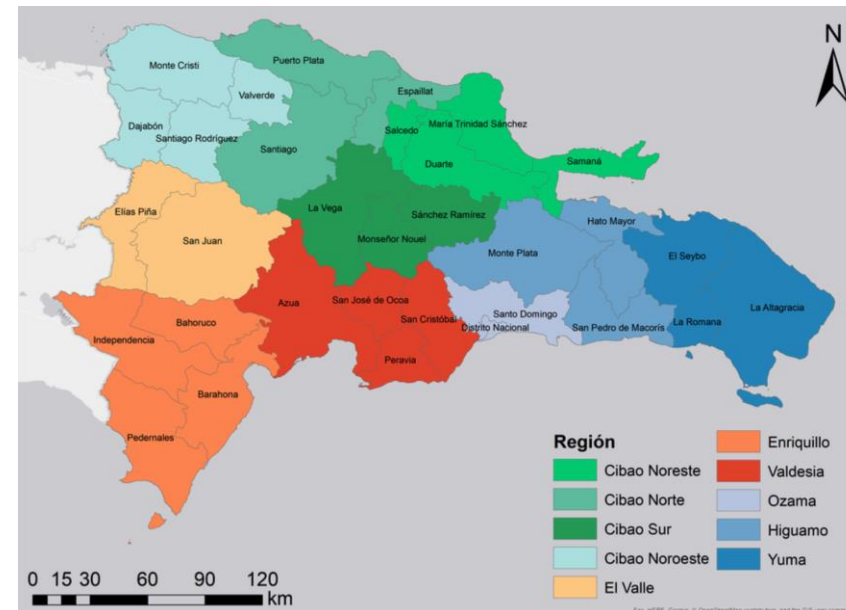 N
Puerto Plata
Monte Cristi
Espaillat
Valverde
María Trinidad Sánchez
Dajabón
Salcedo
Santiago Rodríguez
Santiago
Duarte
Samaná
La Vega
Elías Piña
Sánchez Ramírez
Hato Mayor
San Juan
Monseñor Nouel
Monte Plata
El Seybo
Azua
San José de Ocoa
La Altagracia
San Cristóbal
Santo Domingo
Bahoruco
La Romana
Distrito Nacional
San Pedro de Macorís
Independencia
Peravia
Barahona
Pedernales
Región
Cibao Noreste
Cibao Norte
Cibao Sur
Cibao Noroeste
El Valle
Enriquillo
Valdesia
Ozama
Higuamo
Yuma
0 15 30 60 90 120
km